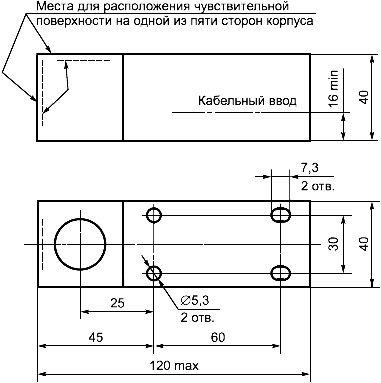 Места для расположения чувствительной
поверхности на одной из пяти сторон корпуса
Кабельный ввод
16 min
40
7,3
2 отв.
30
40
25
∅5,3
2 отв.
45
60
120 max